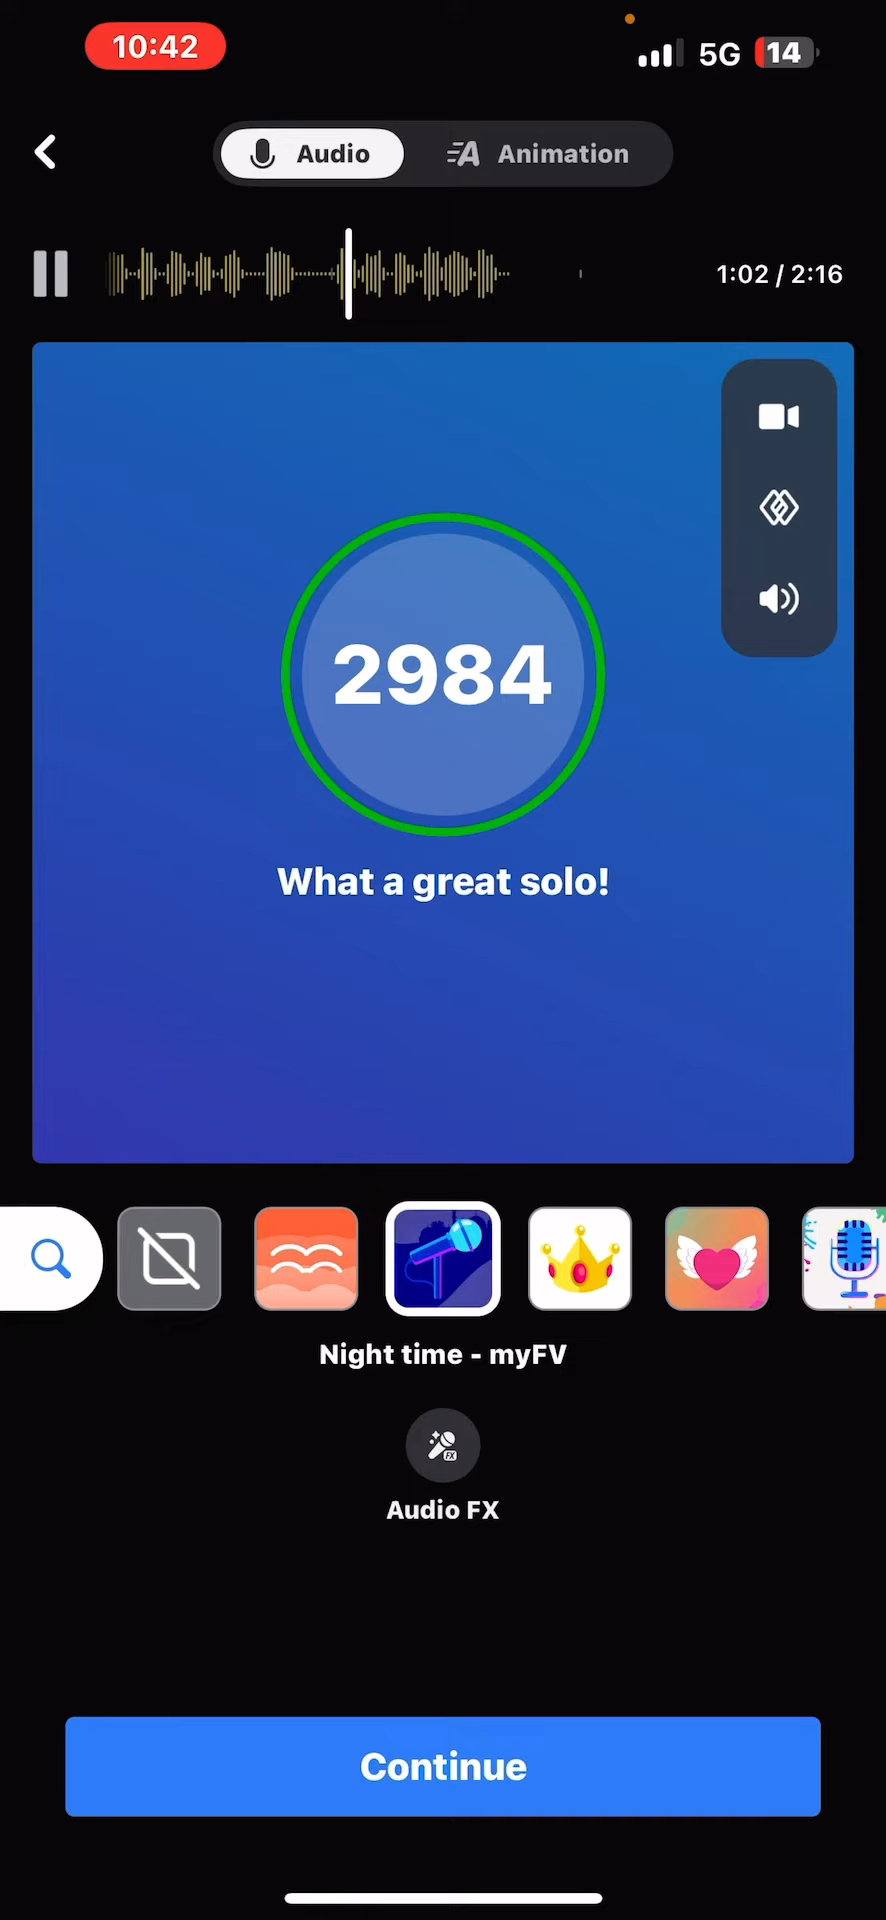 10:42
5G
14
Audio
Animation
1:02 / 2:16
2984
What a great solo!
Night time - myFV
FX
Audio FX
Continue